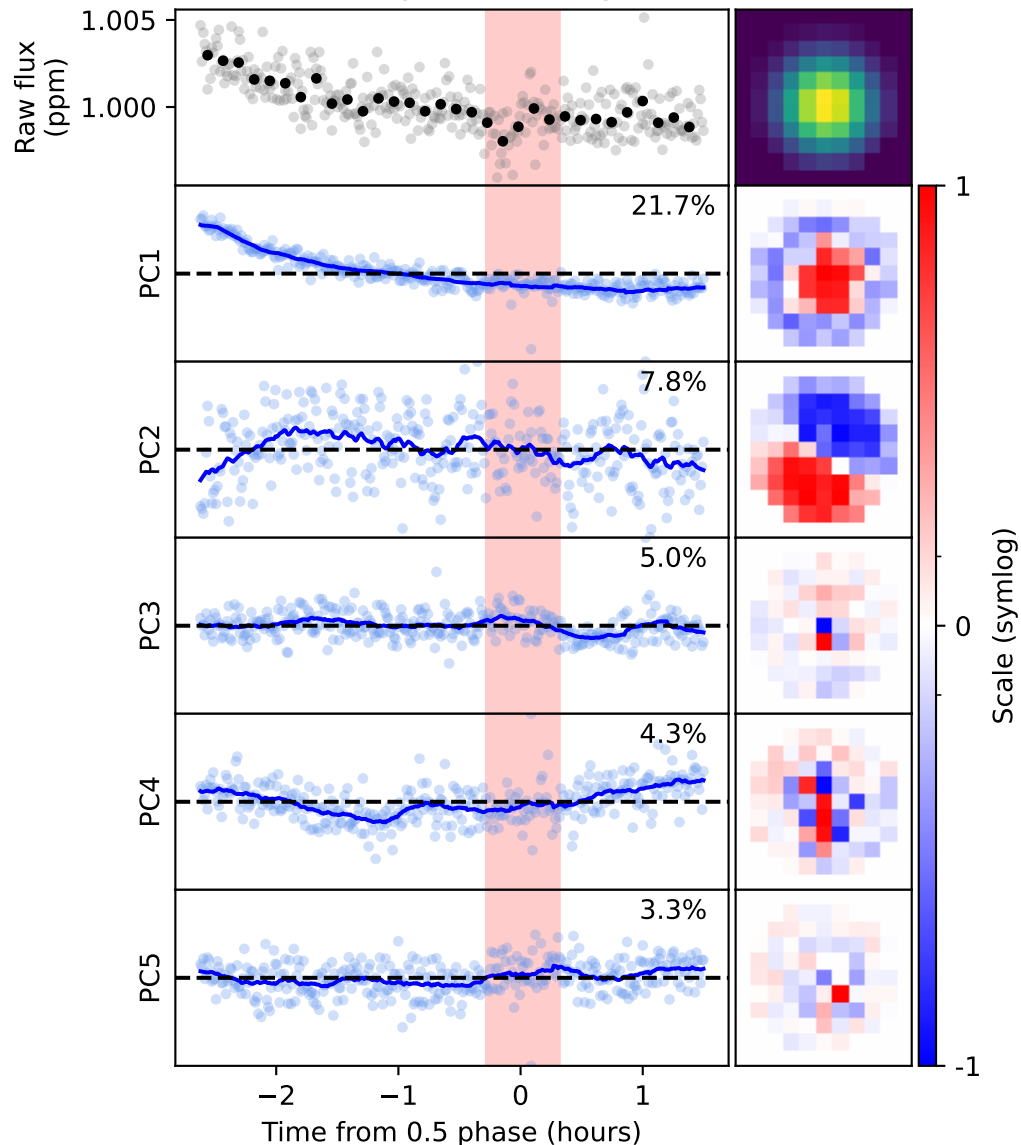 Raw flux
(ppm)
1.005
1.000
PC1
21.7%
PC2
7.8%
PC3
5.0%
PC4
4.3%
PC5
3.3%
−2
−1
0
1
Time from 0.5 phase (hours)
1
0
-1
Scale (symlog)